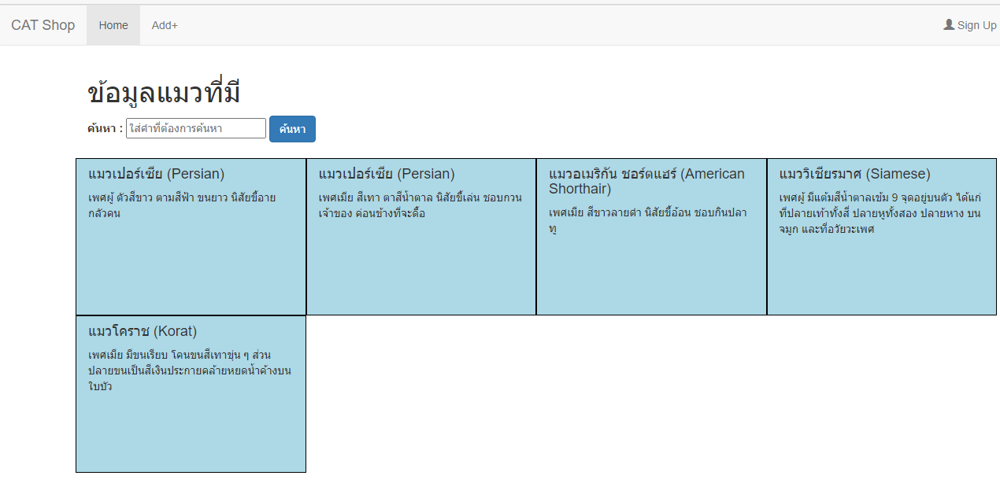 CAT Shop Home Add+ Sign Up
ข้อมูลแมวที่มี
ค้นหา : ใส่คำที่ต้องการค้นหา ค้นหา
แมวเปอร์เซีย (Persian)
เพศผู้ ตัวสีขาว ตามสีฟ้า ขนยาว นิสัยขี้อาย
กลัวคน
แมวเปอร์เซีย (Persian)
เพศเมีย สีเทา ตาสีน้ำตาล นิสัยขี้เล่น ชอบกวน
เจ้าของ ค่อนข้างที่จะดื้อ
แมวอเมริกัน ชอร์ตแฮร์ (American
Shorthair)
เพศเมีย สีขาวลายดำ นิสัยขี้อ้อน ชอบกินปลา
ทู
แมววิเชียรมาศ (Siamese)
เพศผู้ มีแต้มสีน้ำตาลเข้ม 9 จุดอยู่บนตัว ได้แก่
ที่ปลายเท้าทั้งสี่ ปลายหูทั้งสอง ปลายหาง บน
จมูก และที่อวัยวะเพศ
แมวโคราช (Korat)
เพศเมีย มีขนเรียบ โคนขนสีเทาขุ่น ๆ ส่วน
ปลายขนเป็นสีเงินประกายคล้ายหยดน้ำค้างบน
ใบบัว